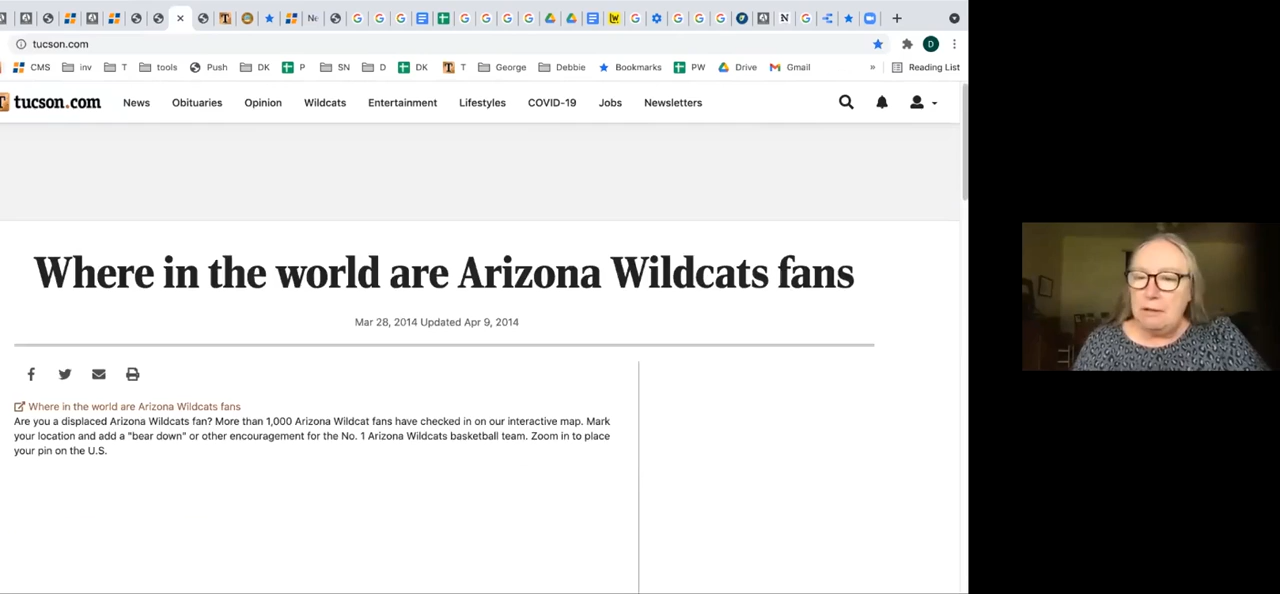 Ne
tucson.com
CMS inv T tools Push DK P SN D DK T George Debbie Bookmarks PW Drive Gmail » Reading List
tucson.com News Obituaries Opinion Wildcats Entertainment Lifestyles COVID-19 Jobs Newsletters
Where in the world are Arizona Wildcats fans
Mar 28, 2014 Updated Apr 9, 2014
Where in the world are Arizona Wildcats fans
Are you a displaced Arizona Wildcats fan? More than 1,000 Arizona Wildcat fans have checked in on our interactive map. Mark
your location and add a "bear down" or other encouragement for the No. 1 Arizona Wildcats basketball team. Zoom in to place
your pin on the U.S.